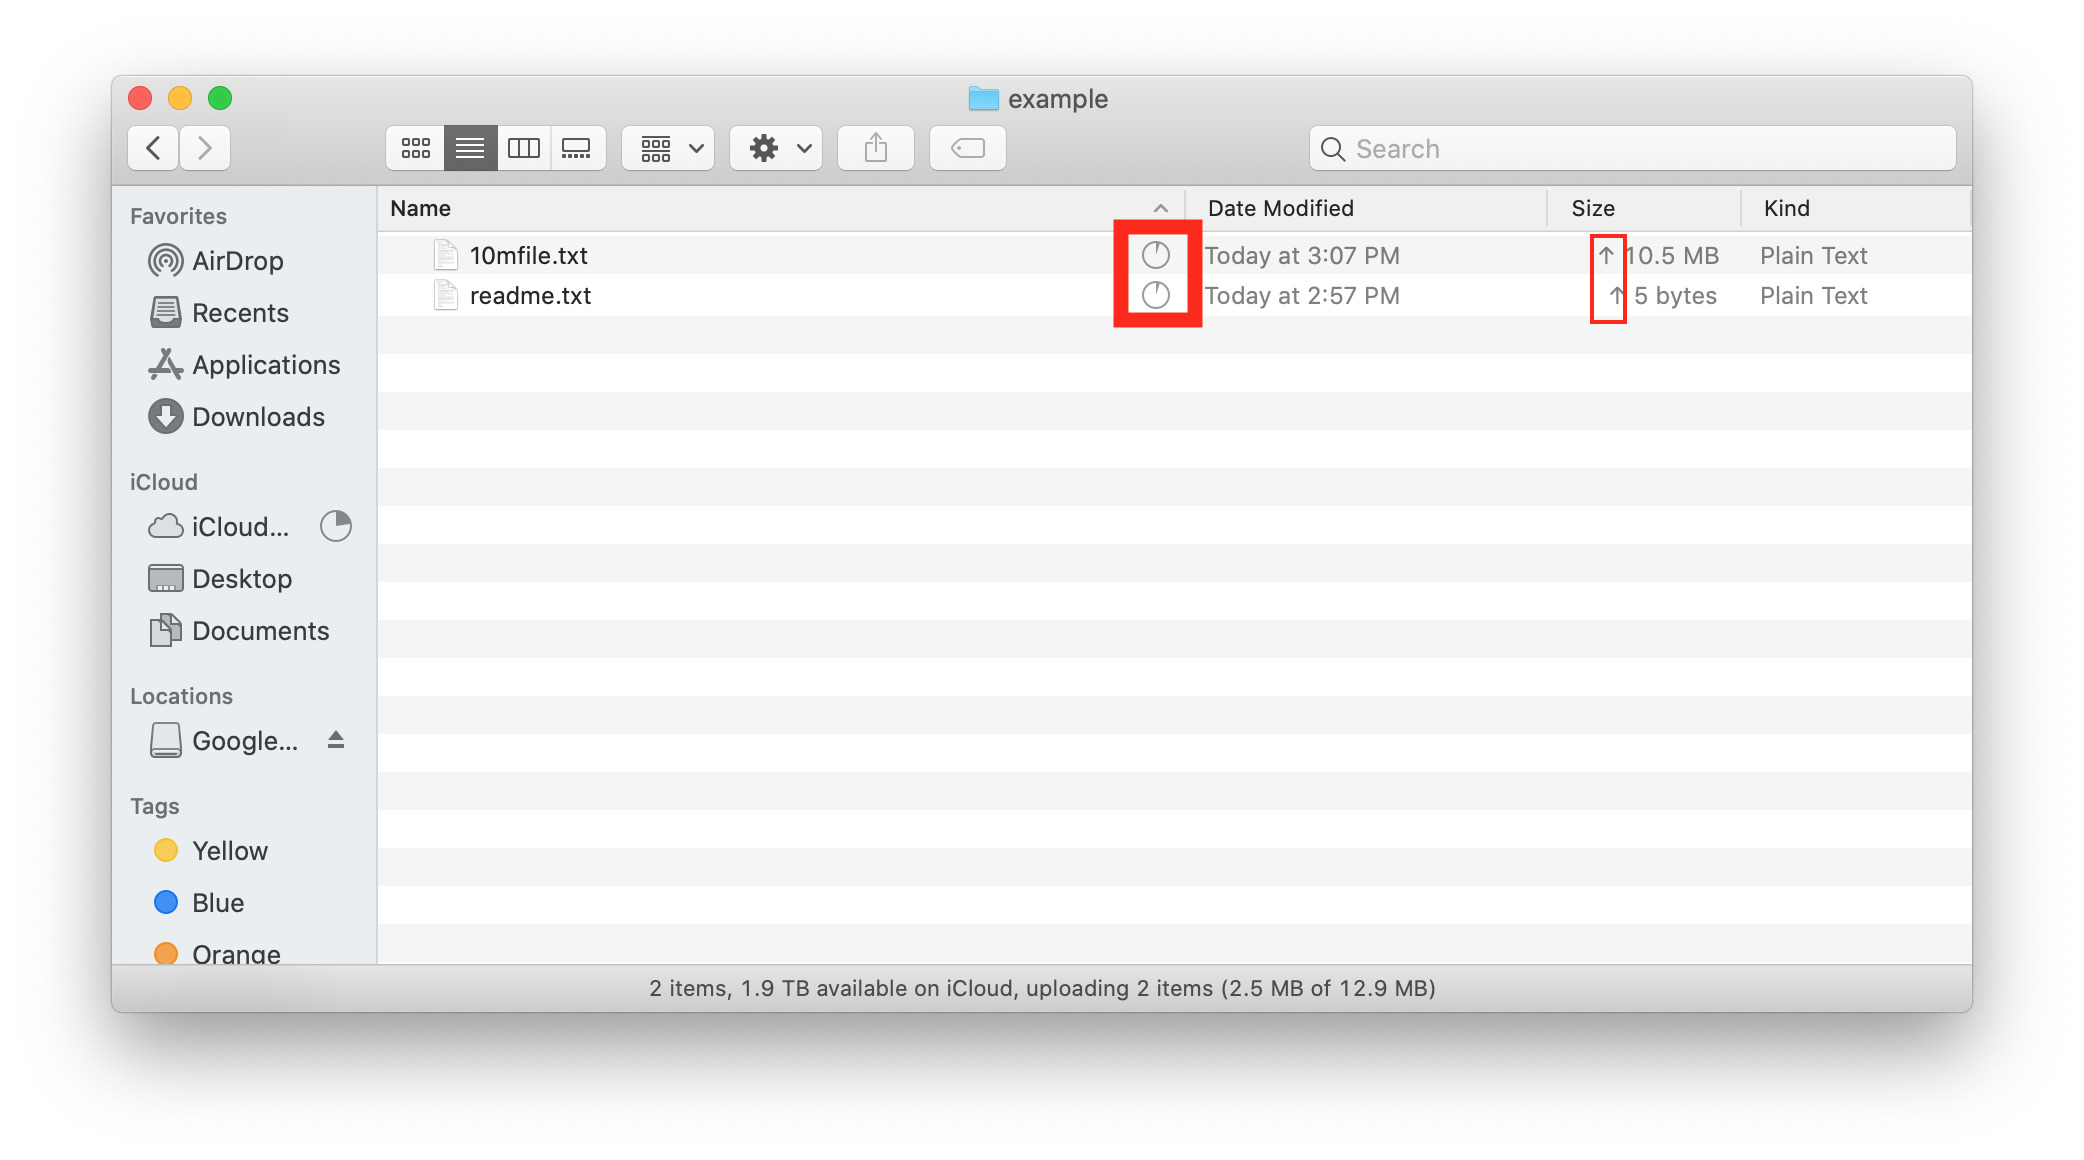 example
Search
Favorites
AirDrop
Recents
Applications
Downloads
iCloud
iCloud...
Desktop
Documents
Locations
Google...
Tags
Yellow
Blue
Orange
Name Date Modified Size Kind
10mfile.txt Today at 3:07 PM ↑ 10.5 MB Plain Text
readme.txt Today at 2:57 PM ↑ 5 bytes Plain Text
2 items, 1.9 TB available on iCloud, uploading 2 items (2.5 MB of 12.9 MB)